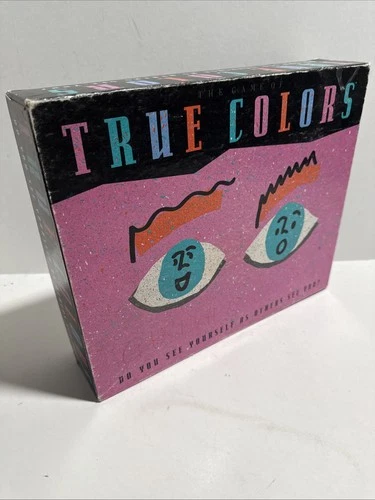 THE GAME OF
TRUE COLORS
DO YOU SEE YOURSELF AS OTHERS SEE YOU?